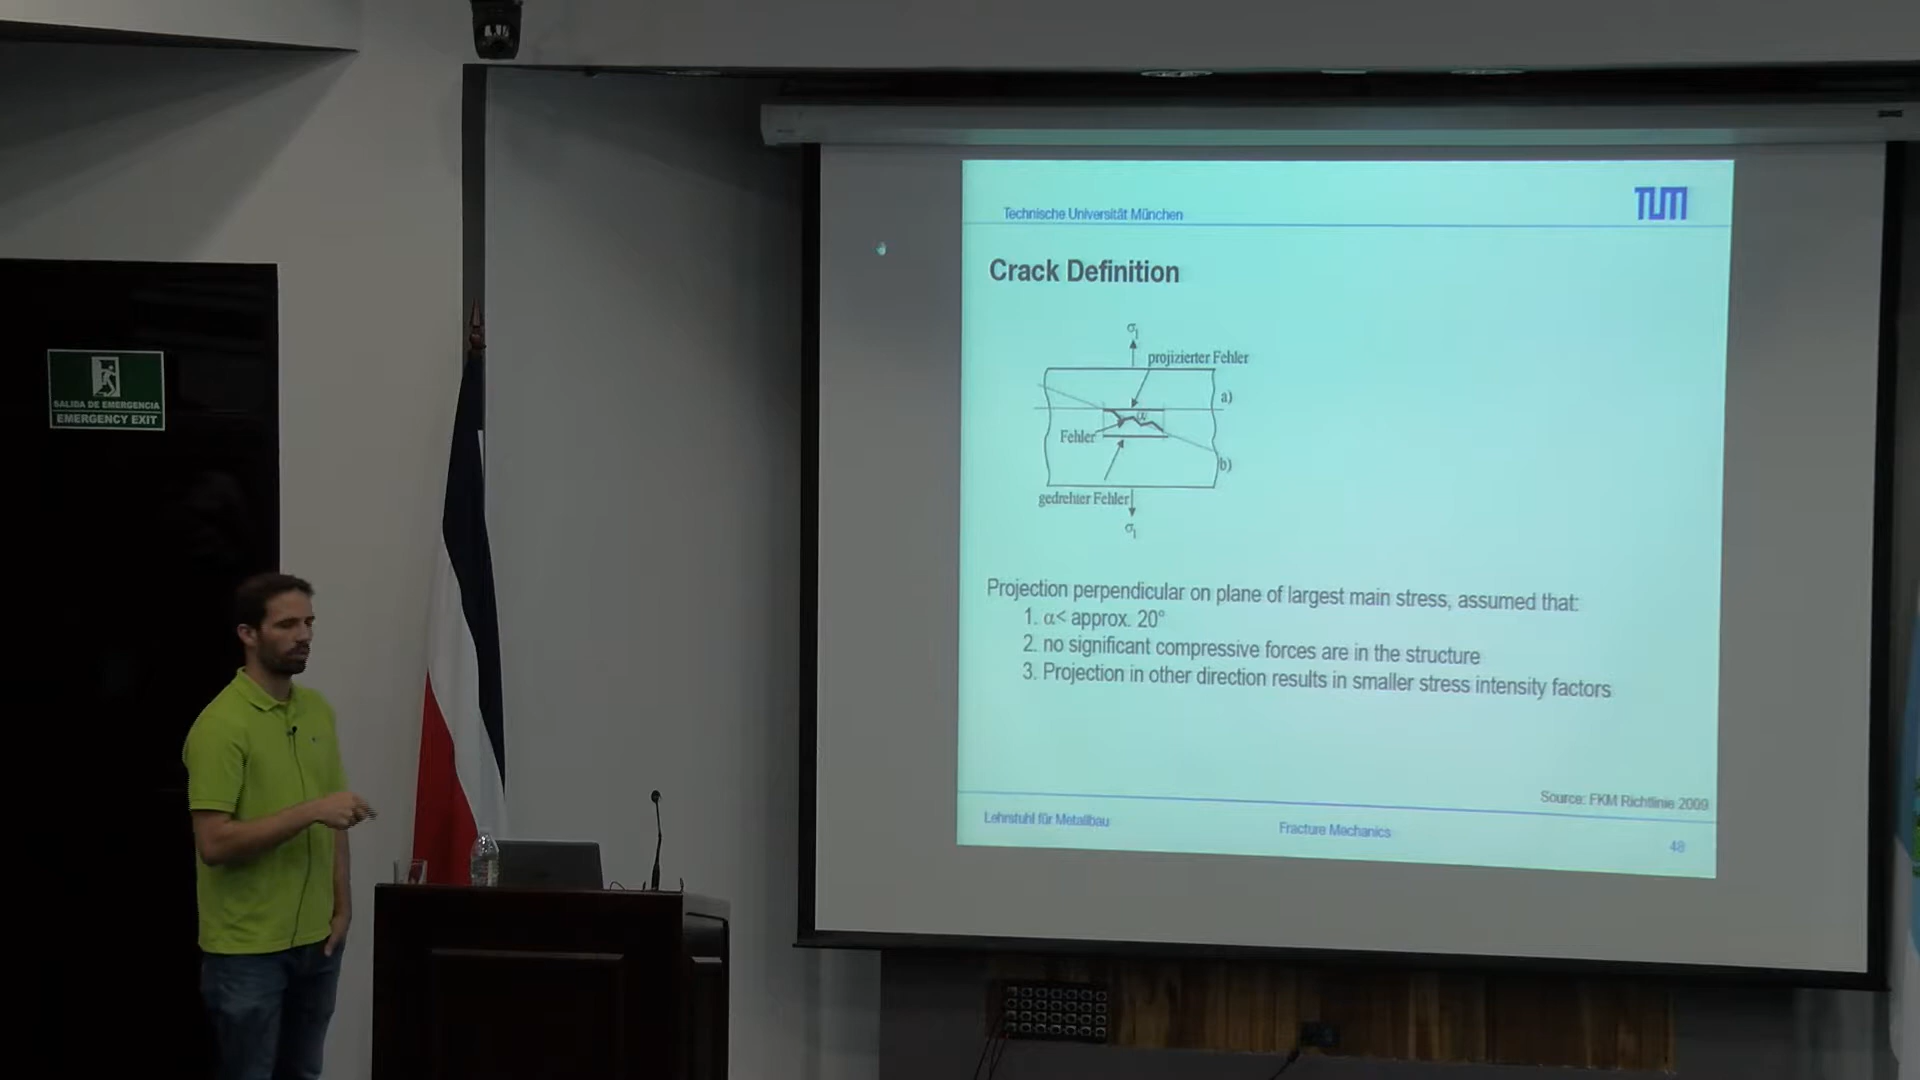 SALIDA DE EMERGENCIA
EMERGENCY EXIT
Technische Universität München
TUM
Crack Definition
σ1
projizierter Fehler
a)
α
Fehler
b)
gedrehter Fehler
σ1
Projection perpendicular on plane of largest main stress, assumed that:
1. α< approx. 20°
2. no significant compressive forces are in the structure
3. Projection in other direction results in smaller stress intensity factors
Source: FKM Richtlinie 2009
Lehrstuhl für Metallbau
Fracture Mechanics
48